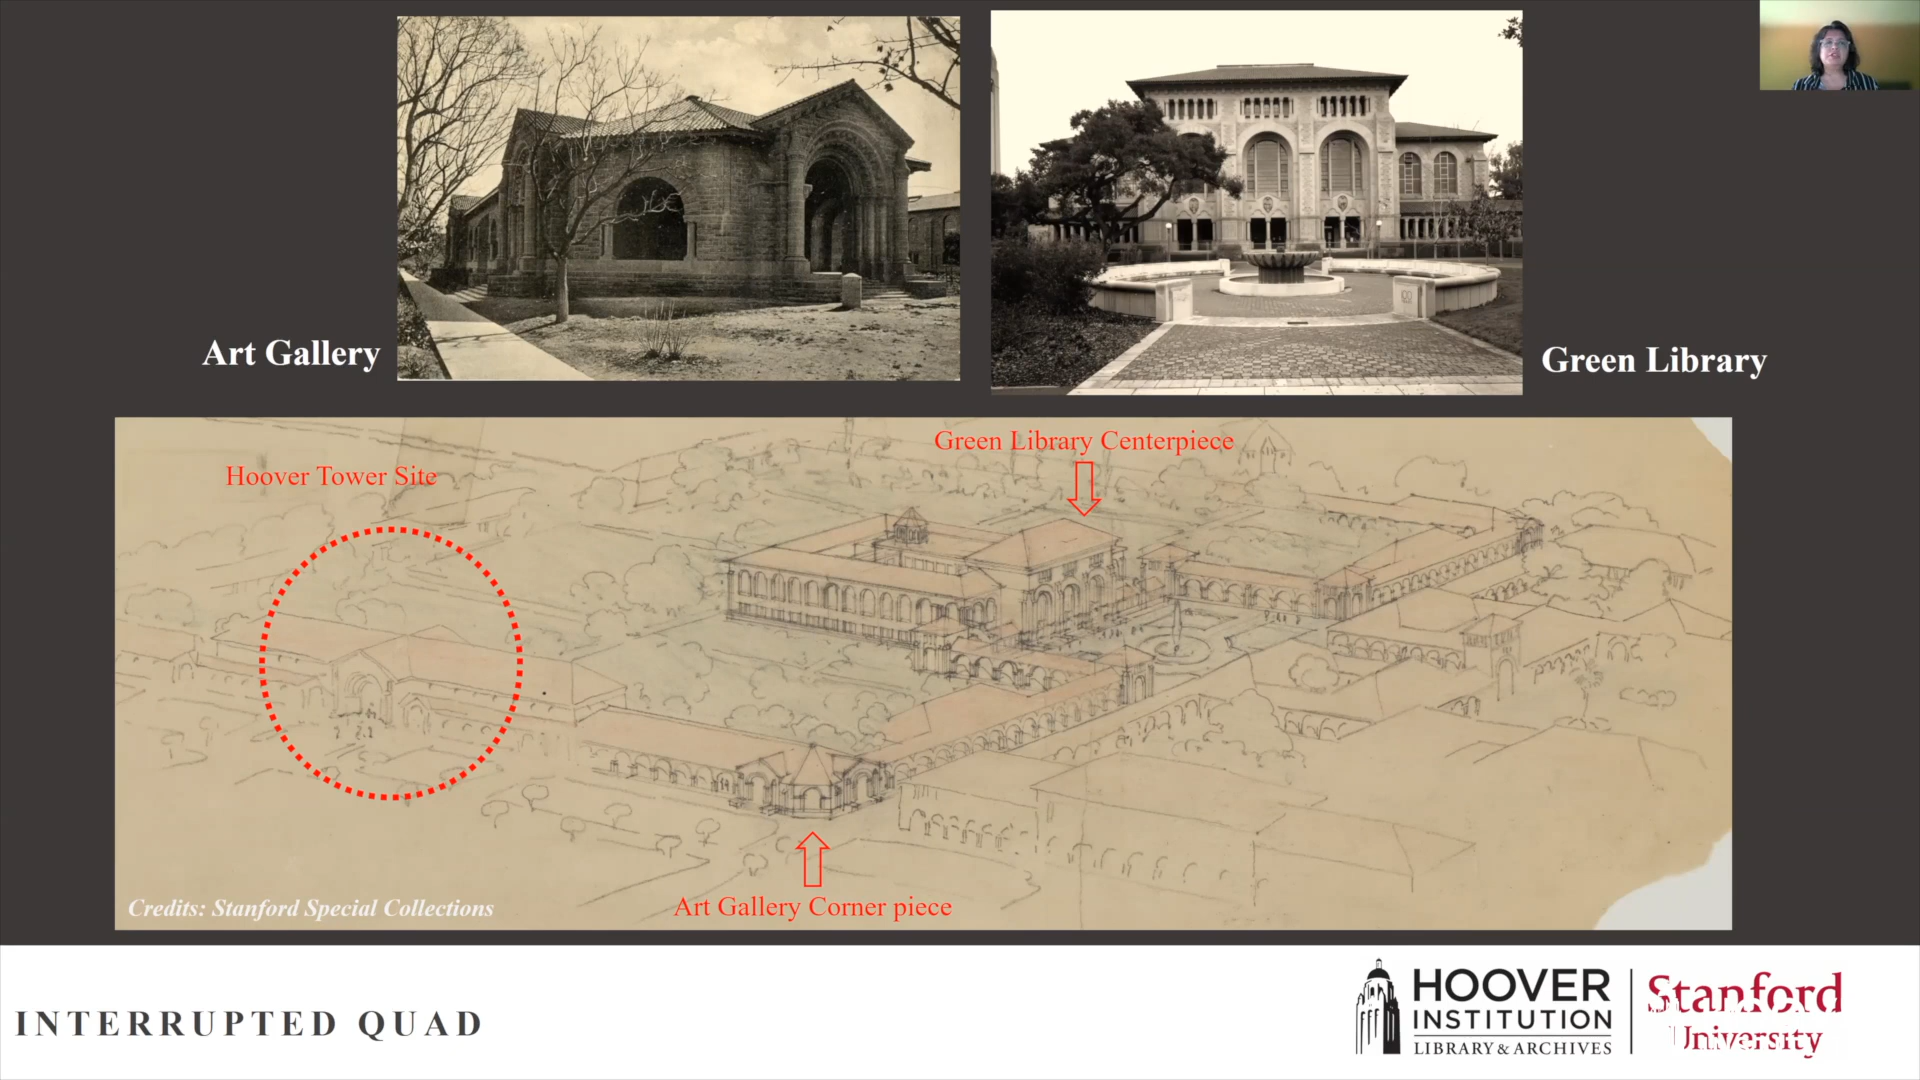 Art Gallery
Green Library
Green Library Centerpiece
Hoover Tower Site
Credits: Stanford Special Collections
Art Gallery Corner piece
INTERRUPTED QUAD
HOOVER
INSTITUTION
LIBRARY & ARCHIVES
Stanford
University